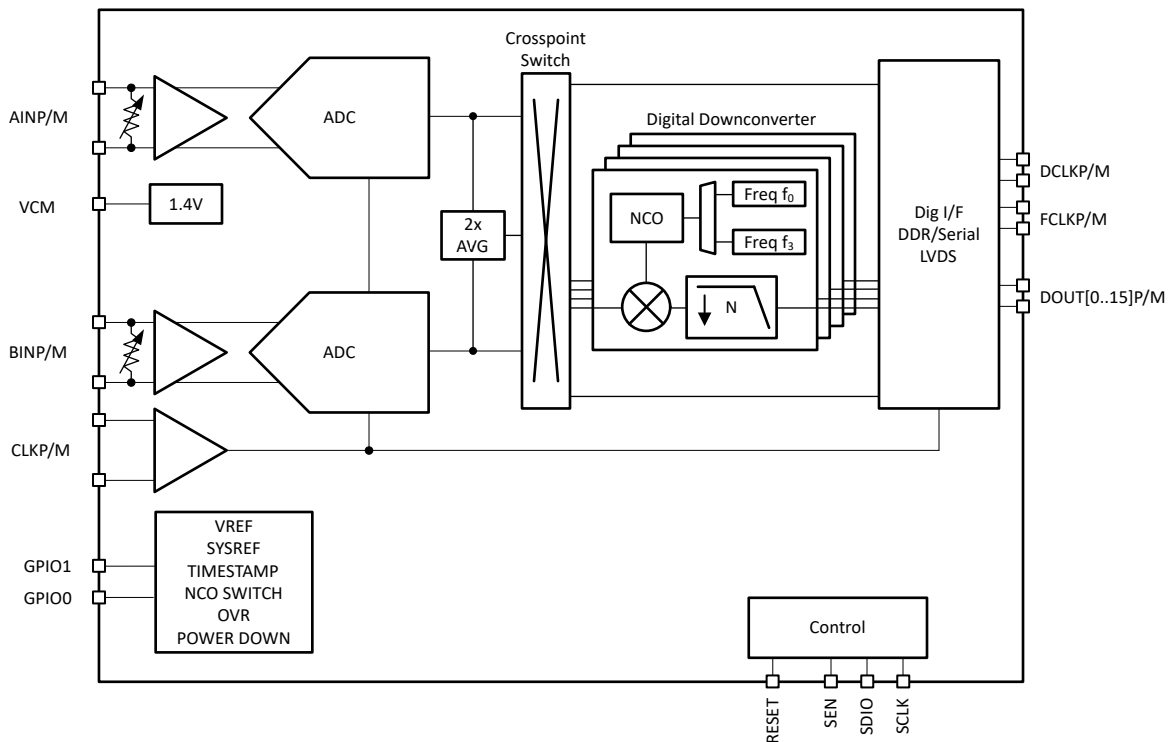 Crosspoint
Switch
AINP/M
ADC
Digital Downconverter
VCM
1.4V
2x
AVG
NCO
Freq f₀
Freq f₃
N
Dig I/F
DDR/Serial
LVDS
DCLKP/M
FCLKP/M
DOUT[0..15]P/M
BINP/M
ADC
CLKP/M
GPIO1
GPIO0
VREF
SYSREF
TIMESTAMP
NCO SWITCH
OVR
POWER DOWN
Control
RESET
SEN
SDIO
SCLK